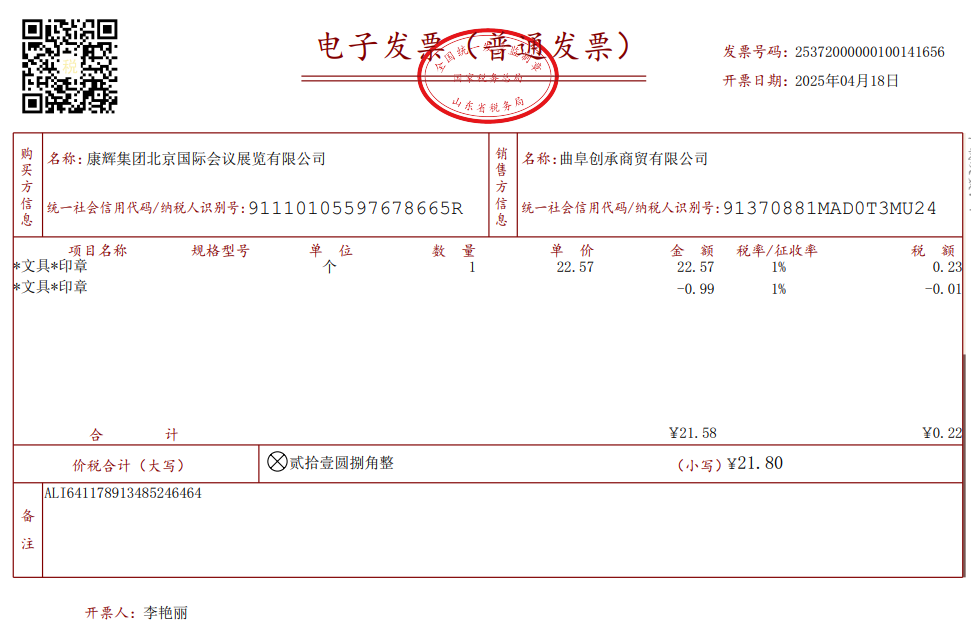 电子发票（普通发票）
全国统一发票监制章
国家税务总局
山东省税务局
发票号码：25372000000100141656
开票日期：2025年04月18日
购买方信息
名称：康辉集团北京国际会议展览有限公司
统一社会信用代码/纳税人识别号：91110105597678665R
销售方信息
名称：曲阜创承商贸有限公司
统一社会信用代码/纳税人识别号：91370881MAD0T3MU24
项目名称 规格型号 单 位 数 量 单 价 金 额 税率/征收率 税 额
*文具*印章 个 1 22.57 22.57 1% 0.23
*文具*印章 -0.99 1% -0.01
合 计 ¥21.58 ¥0.22
价税合计（大写） ⊗贰拾壹圆捌角整 （小写）¥21.80
备注
ALI641178913485246464
开票人：李艳丽